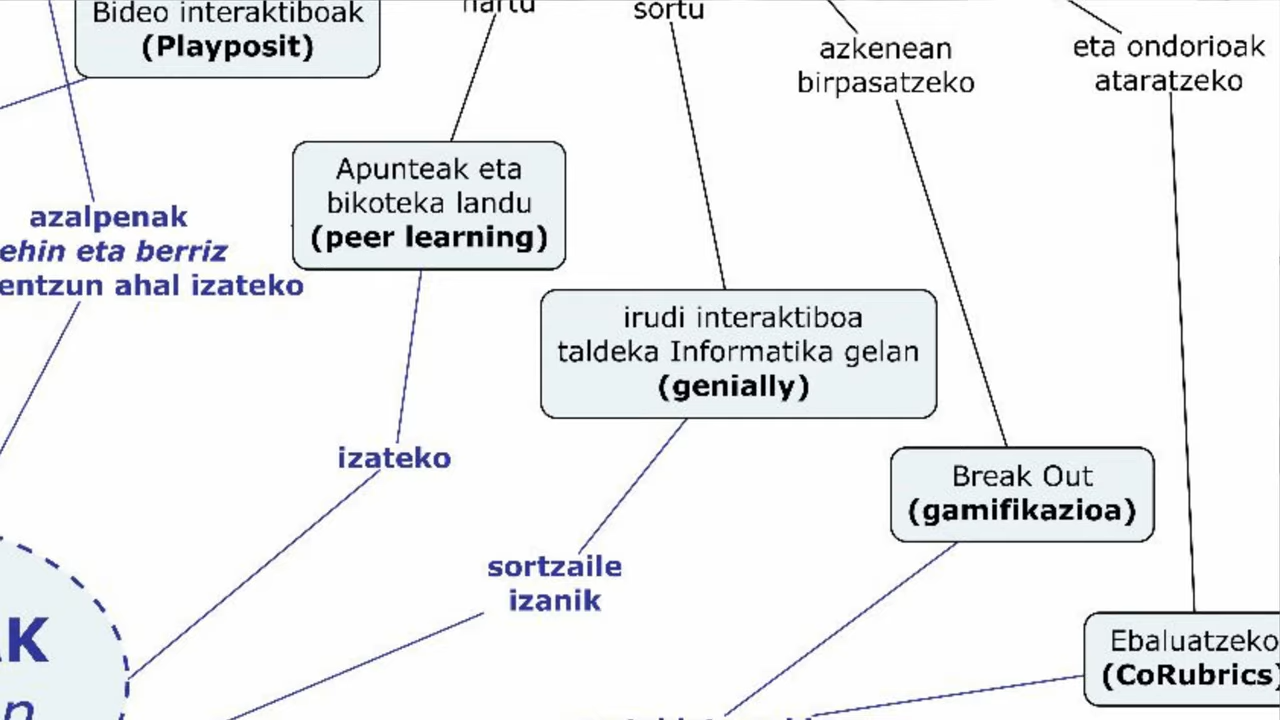 Bideo interaktiboak
(Playposit)
hartu
sortu
azkenean
birpasatzeko
eta ondorioak
ataratzeko
Apunteak eta
bikoteka landu
(peer learning)
azalpenak
ehin eta berriz
entzun ahal izateko
irudi interaktiboa
taldeka Informatika gelan
(genially)
izateko
Break Out
(gamifikazioa)
sortzaile
izanik
Ebaluatzeko
(CoRubrics)
K
n